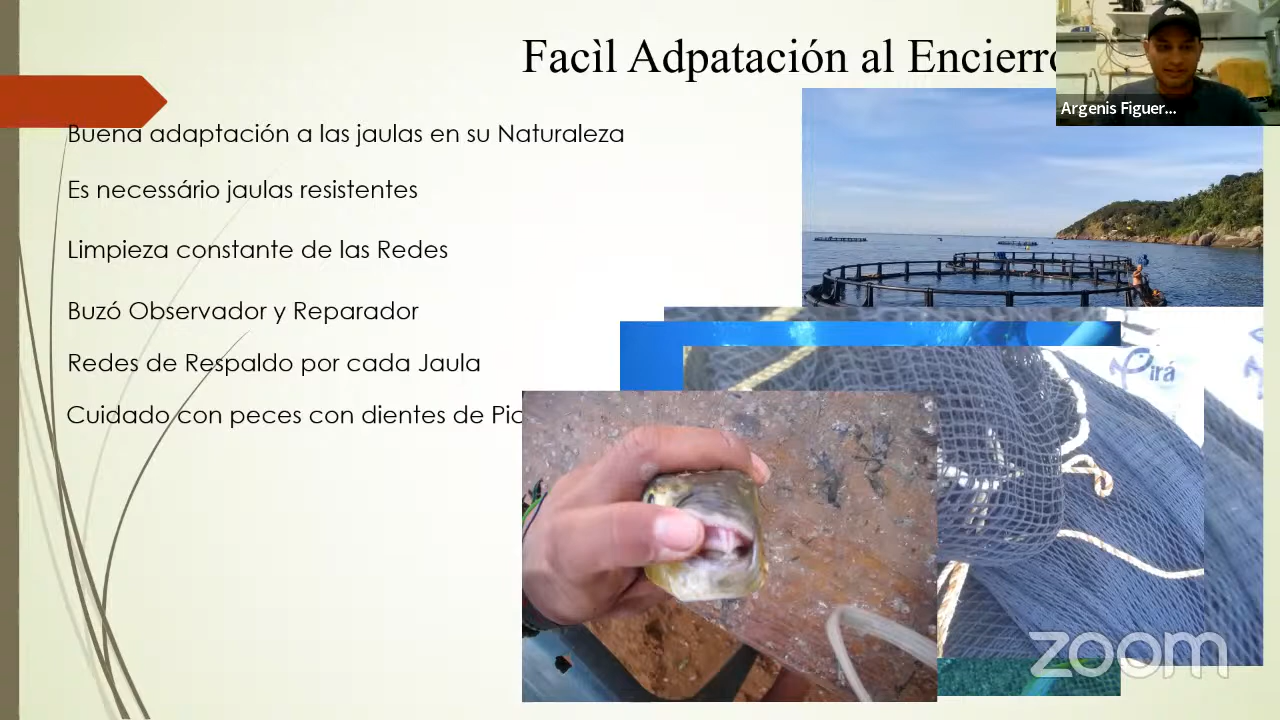 Facìl Adpatación al Encierro
Argenis Figuer...
Buena adaptación a las jaulas en su Naturaleza
Es necessário jaulas resistentes
Limpieza constante de las Redes
Buzó Observador y Reparador
Redes de Respaldo por cada Jaula
Cuidado con peces con dientes de
Pirá
zoom